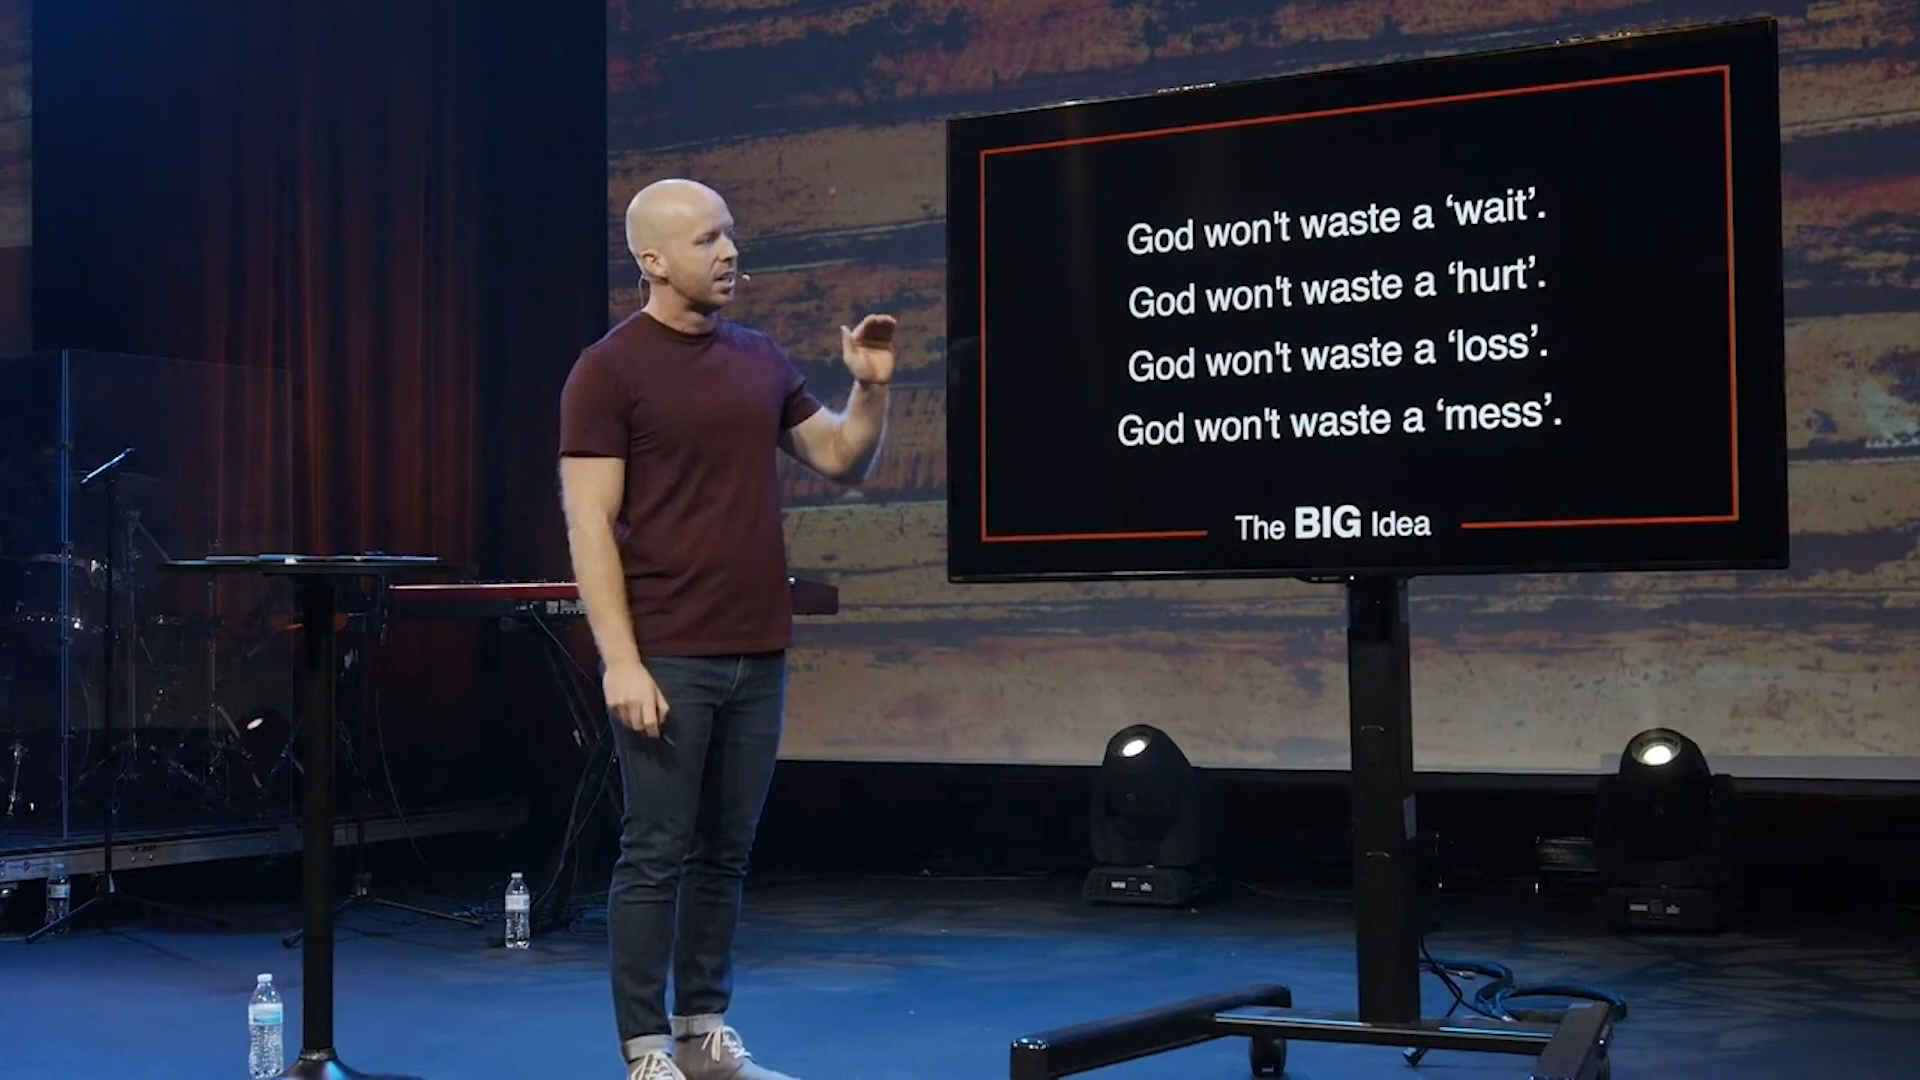 God won't waste a ‘wait’.
God won't waste a ‘hurt’.
God won't waste a ‘loss’.
God won't waste a ‘mess’.
The BIG Idea